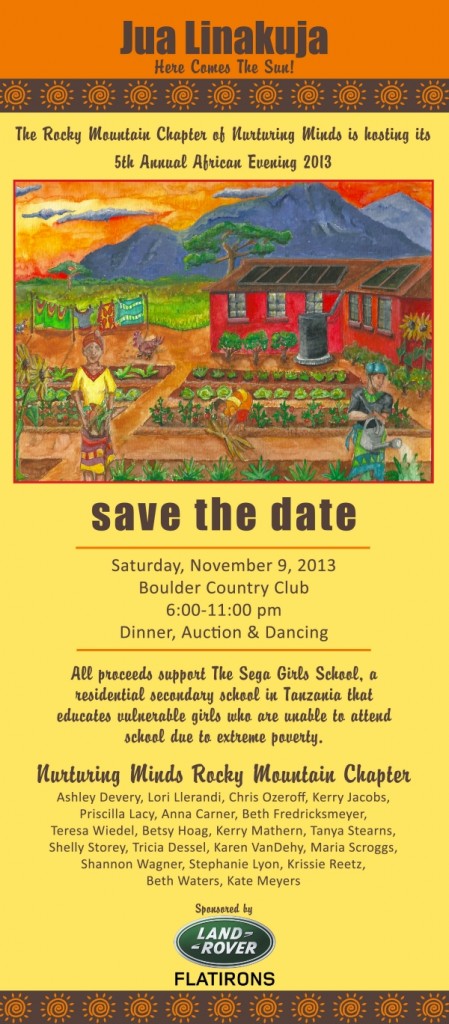 Jua Linakuja
Here Comes The Sun!
The Rocky Mountain Chapter of Nurturing Minds is hosting its
5th Annual African Evening 2013
save the date
Saturday, November 9, 2013
Boulder Country Club
6:00-11:00 pm
Dinner, Auction & Dancing
All proceeds support The Sega Girls School, a
residential secondary school in Tanzania that
educates vulnerable girls who are unable to attend
school due to extreme poverty.
Nurturing Minds Rocky Mountain Chapter
Ashley Devery, Lori Llerandi, Chris Ozeroff, Kerry Jacobs,
Priscilla Lacy, Anna Carner, Beth Fredricksmeyer,
Teresa Wiedel, Betsy Hoag, Kerry Mathern, Tanya Stearns,
Shelly Storey, Tricia Dessel, Karen VanDehy, Maria Scroggs,
Shannon Wagner, Stephanie Lyon, Krissie Reetz,
Beth Waters, Kate Meyers
Sponsored by
LAND-
-ROVER
FLATIRONS